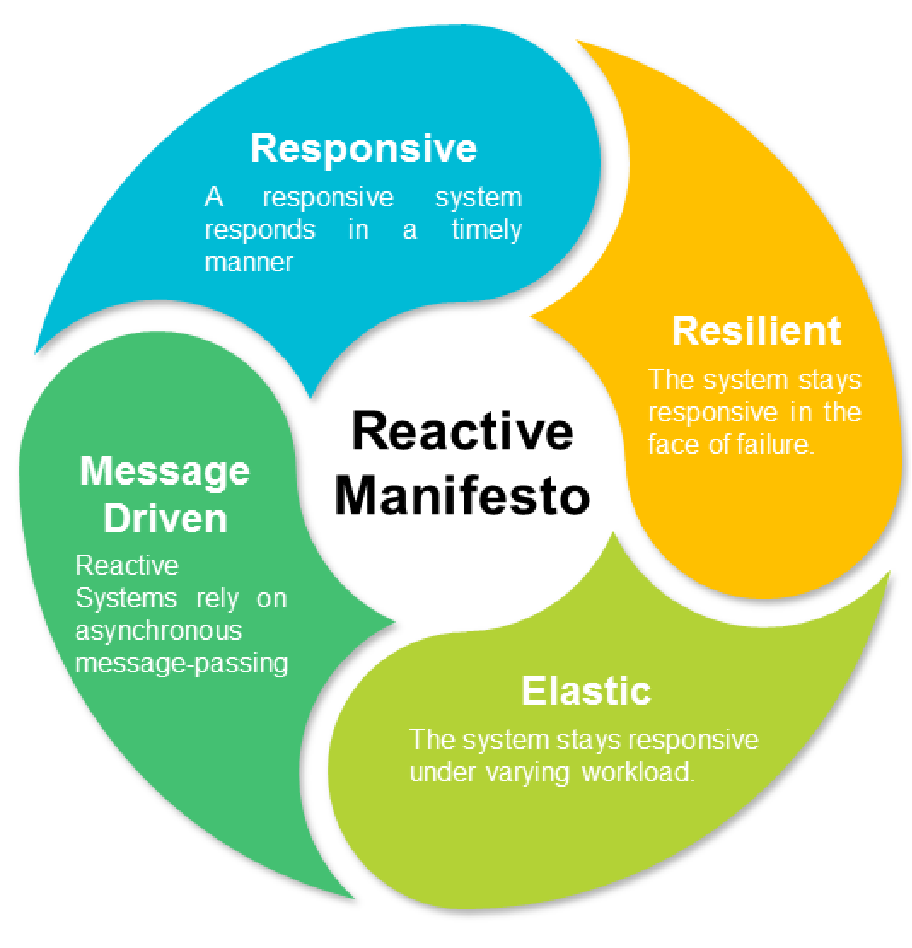 Responsive
A responsive system
responds in a timely
manner
Resilient
The system stays
responsive in the
face of failure.
Reactive
Manifesto
Message
Driven
Reactive
Systems rely on
asynchronous
message-passing
Elastic
The system stays responsive
under varying workload.